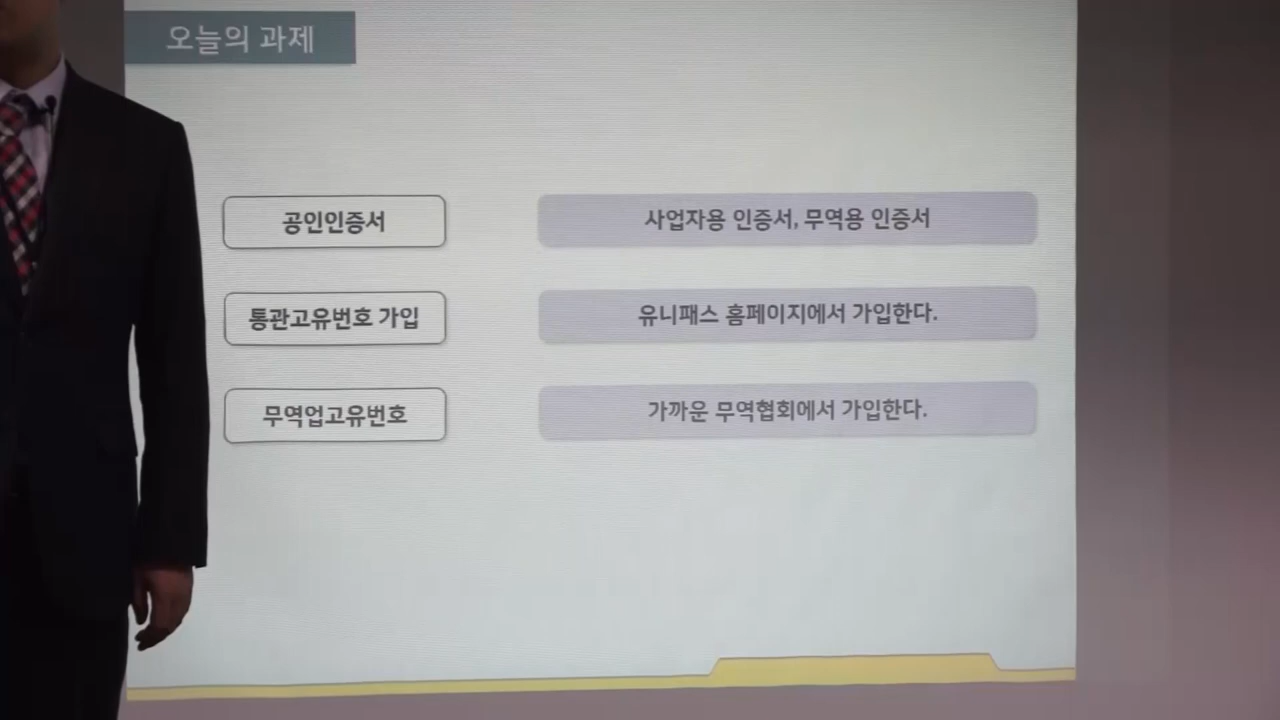 오늘의 과제
공인인증서
사업자용 인증서, 무역용 인증서
통관고유번호 가입
유니패스 홈페이지에서 가입한다.
무역업고유번호
가까운 무역협회에서 가입한다.